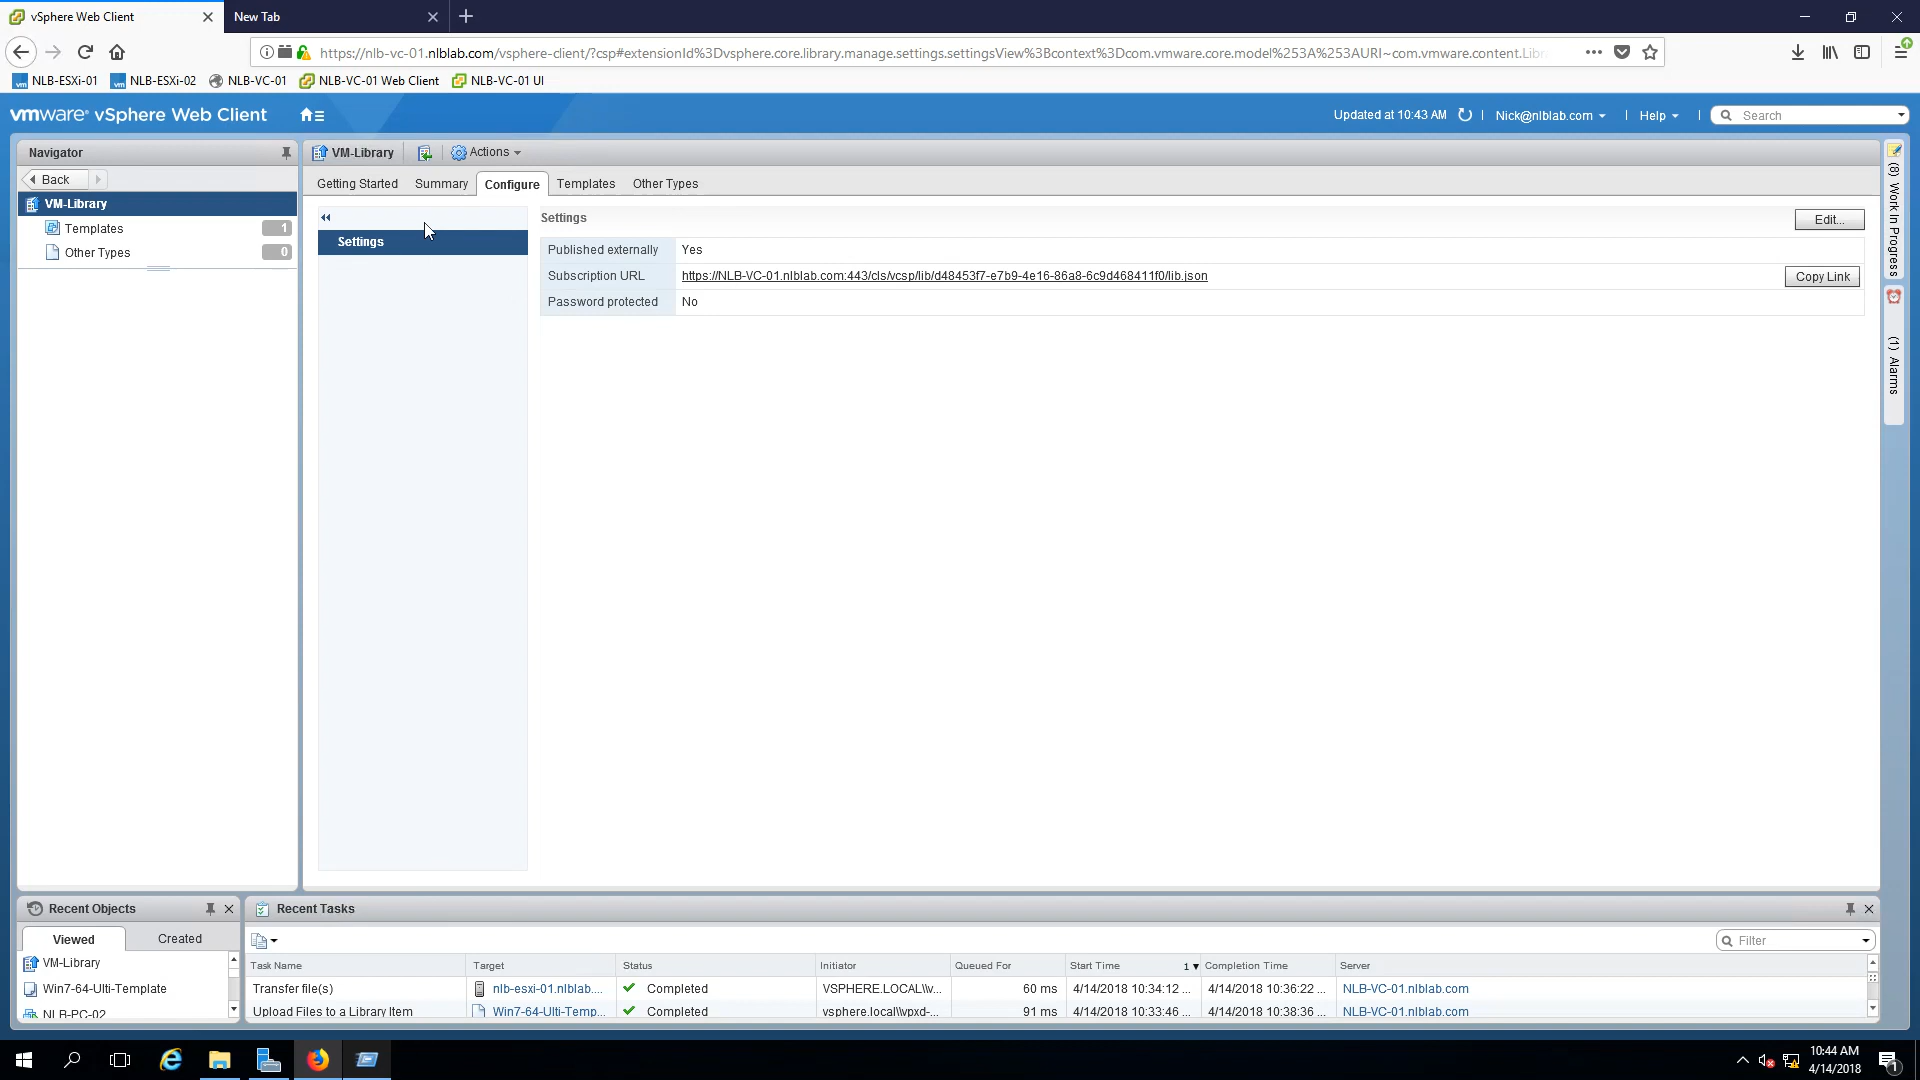 vSphere Web Client
New Tab
https://nlb-vc-01.nlblab.com/vsphere-client/?csp#extensionId%3Dvsphere.core.library.manage.settings.settingsView%3Bcontext%3Dcom.vmware.core.model%253A%253AURI~com.vmware.content.Libr
NLB-ESXi-01
NLB-ESXi-02
NLB-VC-01
NLB-VC-01 Web Client
NLB-VC-01 UI
vmware® vSphere Web Client
Updated at 10:43 AM
Nick@nlblab.com
Help
Search
Navigator
Back
VM-Library
Templates 1
Other Types 0
VM-Library
Actions
Getting Started
Summary
Configure
Templates
Other Types
Settings
Settings
Edit...
Published externally Yes
Subscription URL https://NLB-VC-01.nlblab.com:443/cls/vcsp/lib/d48453f7-e7b9-4e16-86a8-6c9d468411f0/lib.json
Copy Link
Password protected No
(8) Work In Progress
(1) Alarms
Recent Objects
Viewed
Created
VM-Library
Win7-64-Ulti-Template
NLB-PC-02
Recent Tasks
Filter
Task Name Target Status Initiator Queued For Start Time 1 Completion Time Server
Transfer file(s) nlb-esxi-01.nlblab.... Completed VSPHERE.LOCAL\\v... 60 ms 4/14/2018 10:34:12 ... 4/14/2018 10:36:22 ... NLB-VC-01.nlblab.com
Upload Files to a Library Item Win7-64-Ulti-Temp... Completed vsphere.local\\vpxd-... 91 ms 4/14/2018 10:33:46 ... 4/14/2018 10:38:36 ... NLB-VC-01.nlblab.com
10:44 AM
4/14/2018
1